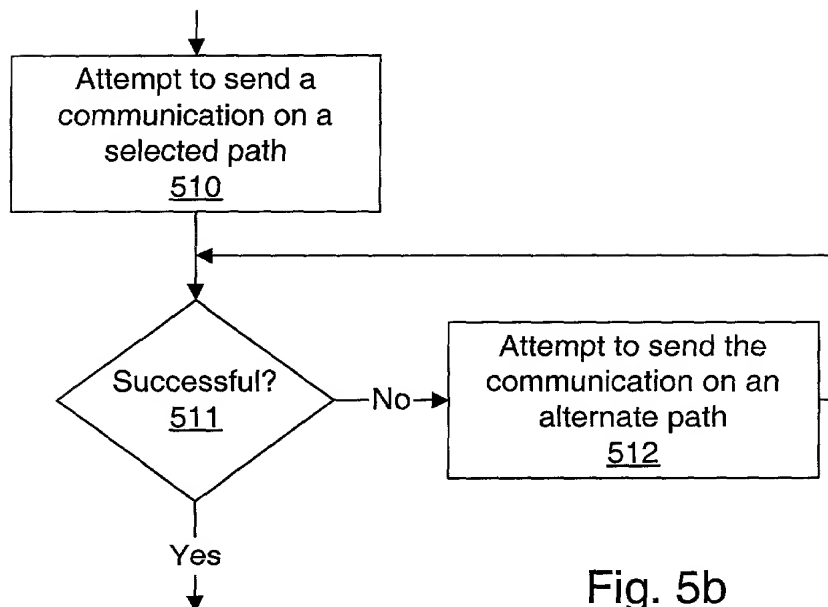 Attempt to send a
communication on a
selected path
510
Successful?
511
No
Attempt to send the
communication on an
alternate path
512
Yes
Fig. 5b